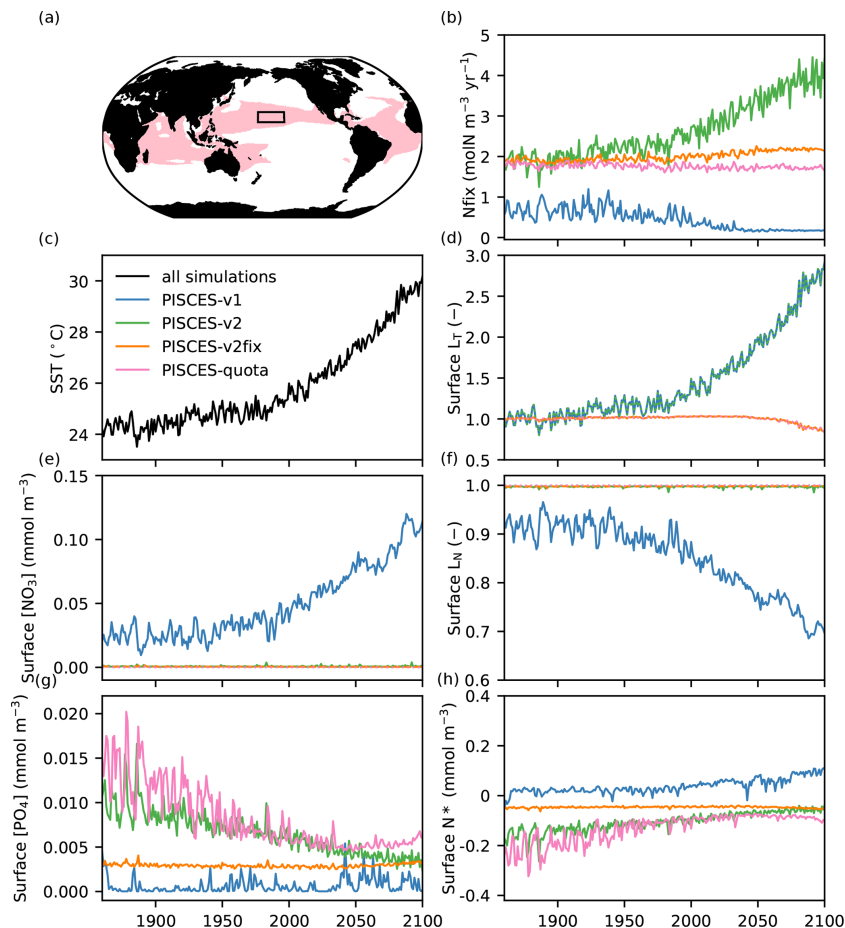 (a)
(b)
5
4
3
2
1
0
Nfix (molN m⁻³ yr⁻¹)
(c)
30
28
26
24
SST ( °C)
all simulations
PISCES-v1
PISCES-v2
PISCES-v2fix
PISCES-quota
(d)
3.0
2.5
2.0
1.5
1.0
0.5
Surface L_T (−)
(e)
0.15
0.10
0.05
0.00
Surface [NO₃] (mmol m⁻³)
(f)
1.0
0.9
0.8
0.7
0.6
Surface L_N (−)
(g)
0.020
0.015
0.010
0.005
0.000
Surface [PO₄] (mmol m⁻³)
1900 1950 2000 2050 2100
(h)
0.4
0.2
0
-0.2
-0.4
Surface N* (mmol m⁻³)
1900 1950 2000 2050 2100